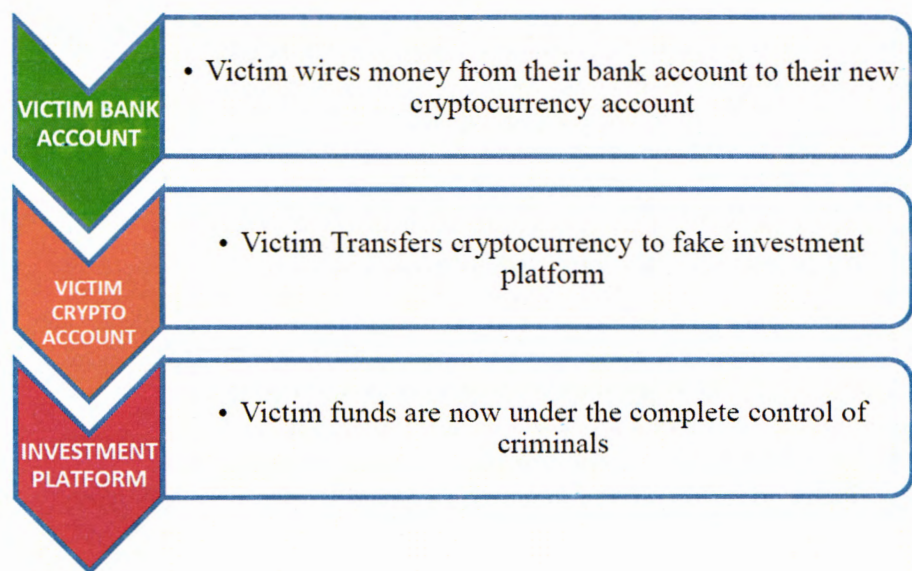 VICTIM BANK
ACCOUNT
• Victim wires money from their bank account to their new
cryptocurrency account
VICTIM
CRYPTO
ACCOUNT
• Victim Transfers cryptocurrency to fake investment
platform
INVESTMENT
PLATFORM
• Victim funds are now under the complete control of
criminals